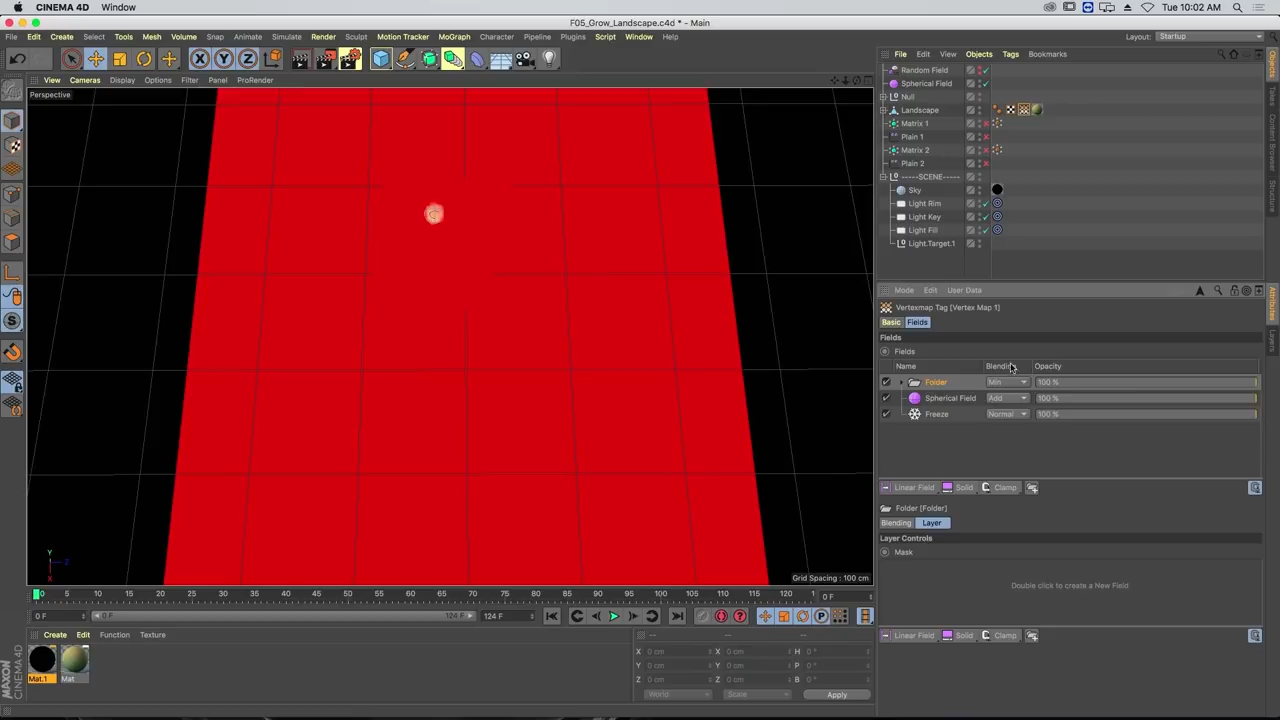 CINEMA 4D Window Tue 10:02 AM
F05_Grow_Landscape.c4d * - Main
File Edit Create Select Tools Mesh Volume Snap Animate Simulate Render Sculpt Motion Tracker MoGraph Character Pipeline Plugins Script Window Help Layout: Startup
X Y Z
File Edit View Objects Tags Bookmarks
View Cameras Display Options Filter Panel ProRender
Perspective
Random Field
Spherical Field
Null
Landscape
Matrix 1
Plain 1
Matrix 2
Plain 2
-----SCENE-----
Sky
Light Rim
Light Key
Light Fill
Light.Target.1
Objects
Takes
Content Browser
Structure
Attributes
Layers
Mode Edit User Data
Vertexmap Tag [Vertex Map 1]
Basic Fields
Fields
Fields
Name Blending Opacity
Folder Min 100 %
Spherical Field Add 100 %
Freeze Normal 100 %
Linear Field Solid Clamp
Folder [Folder]
Blending Layer
Layer Controls
Mask
Double click to create a New Field
Linear Field Solid Clamp
Y
Z
X
Grid Spacing : 100 cm
0 5 10 15 20 25 30 35 40 45 50 55 60 65 70 75 80 85 90 95 100 105 110 115 120 0 F
0 F 0 F 124 F 124 F
Create Edit Function Texture
Mat.1 Mat
-- -- --
X 0 cm X 0 cm H 0 °
Y 0 cm Y 0 cm P 0 °
Z 0 cm Z 0 cm B 0 °
World Scale Apply
MAXON
CINEMA 4D